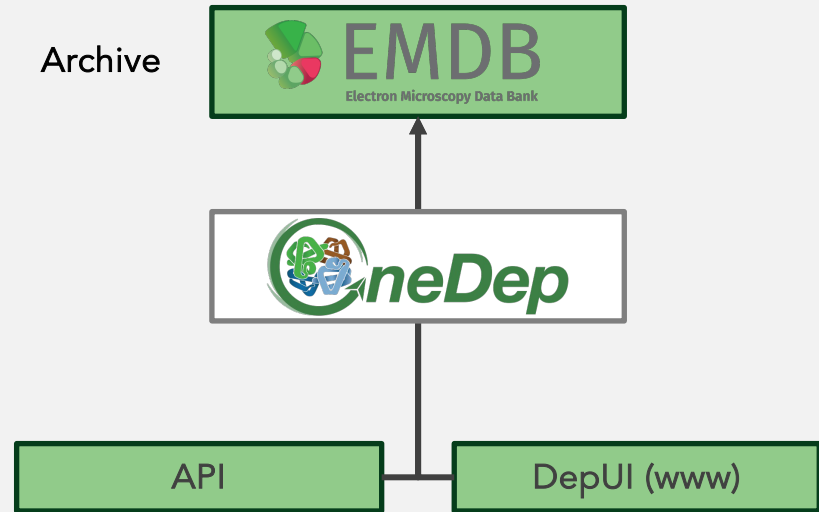 Archive
EMDB
Electron Microscopy Data Bank
OneDep
API
DepUI (www)